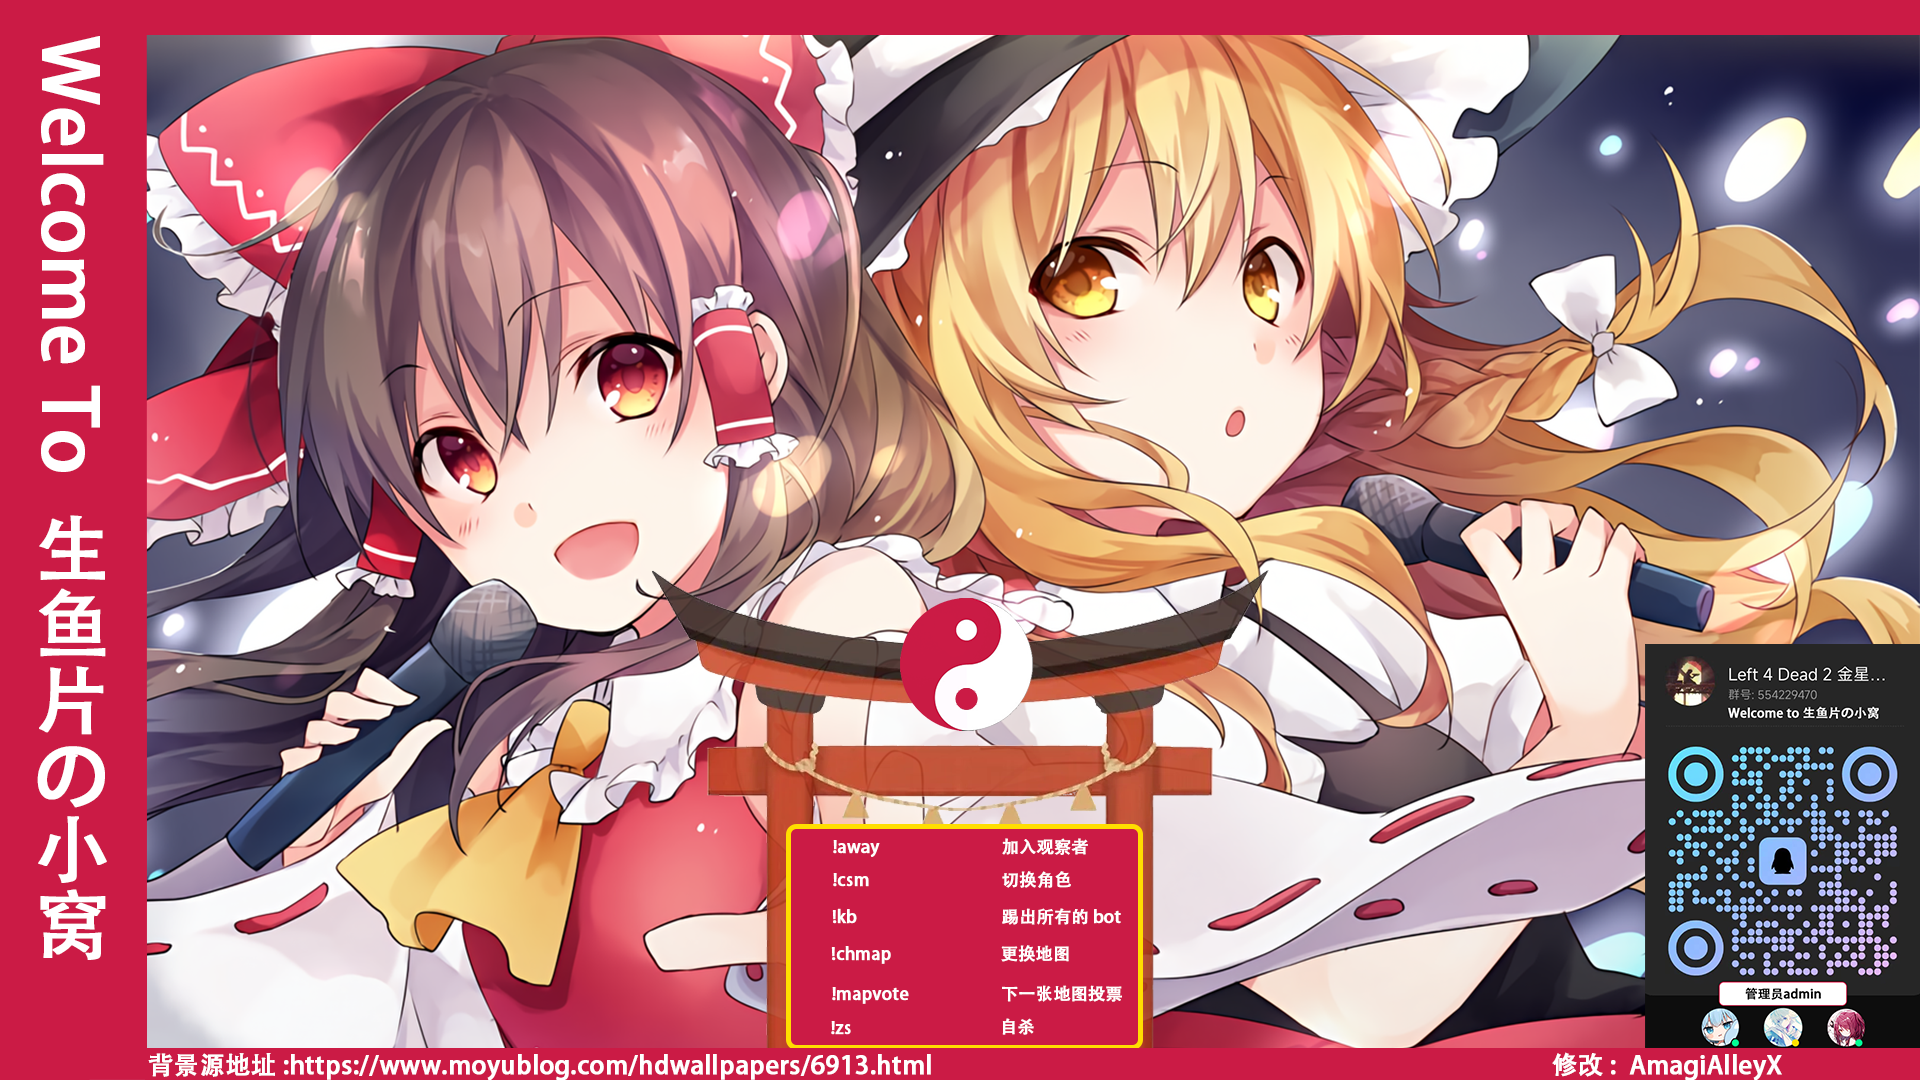 Welcome To 生鱼片の小窝
Left 4 Dead 2 金星...
群号: 554229470
Welcome to 生鱼片の小窝
!away 加入观察者
!csm 切换角色
!kb 踢出所有的 bot
!chmap 更换地图
!mapvote 下一张地图投票
!zs 自杀
管理员admin
背景源地址 :https://www.moyublog.com/hdwallpapers/6913.html
修改 : AmagiAlleyX